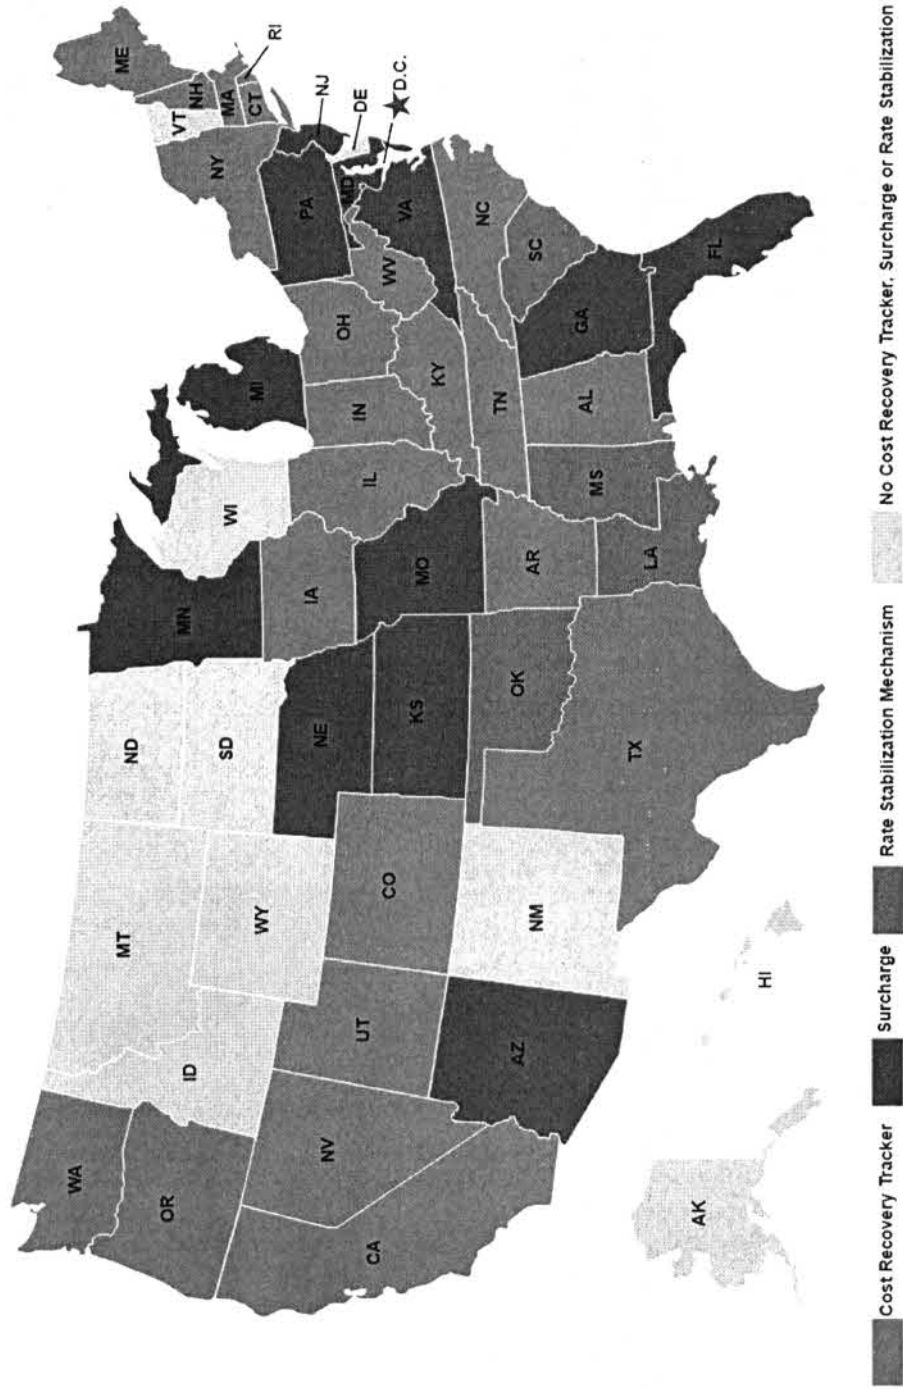 WA
OR
CA
NV
ID
MT
WY
UT
AZ
CO
NM
ND
SD
NE
KS
OK
TX
MN
IA
MO
AR
LA
WI
IL
MS
MI
IN
KY
TN
AL
OH
WV
GA
FL
PA
VA
NC
SC
NY
MD
VT
NH
ME
MA
CT
RI
NJ
DE
D.C.
AK
HI
Cost Recovery Tracker
Surcharge
Rate Stabilization Mechanism
No Cost Recovery Tracker, Surcharge or Rate Stabilization